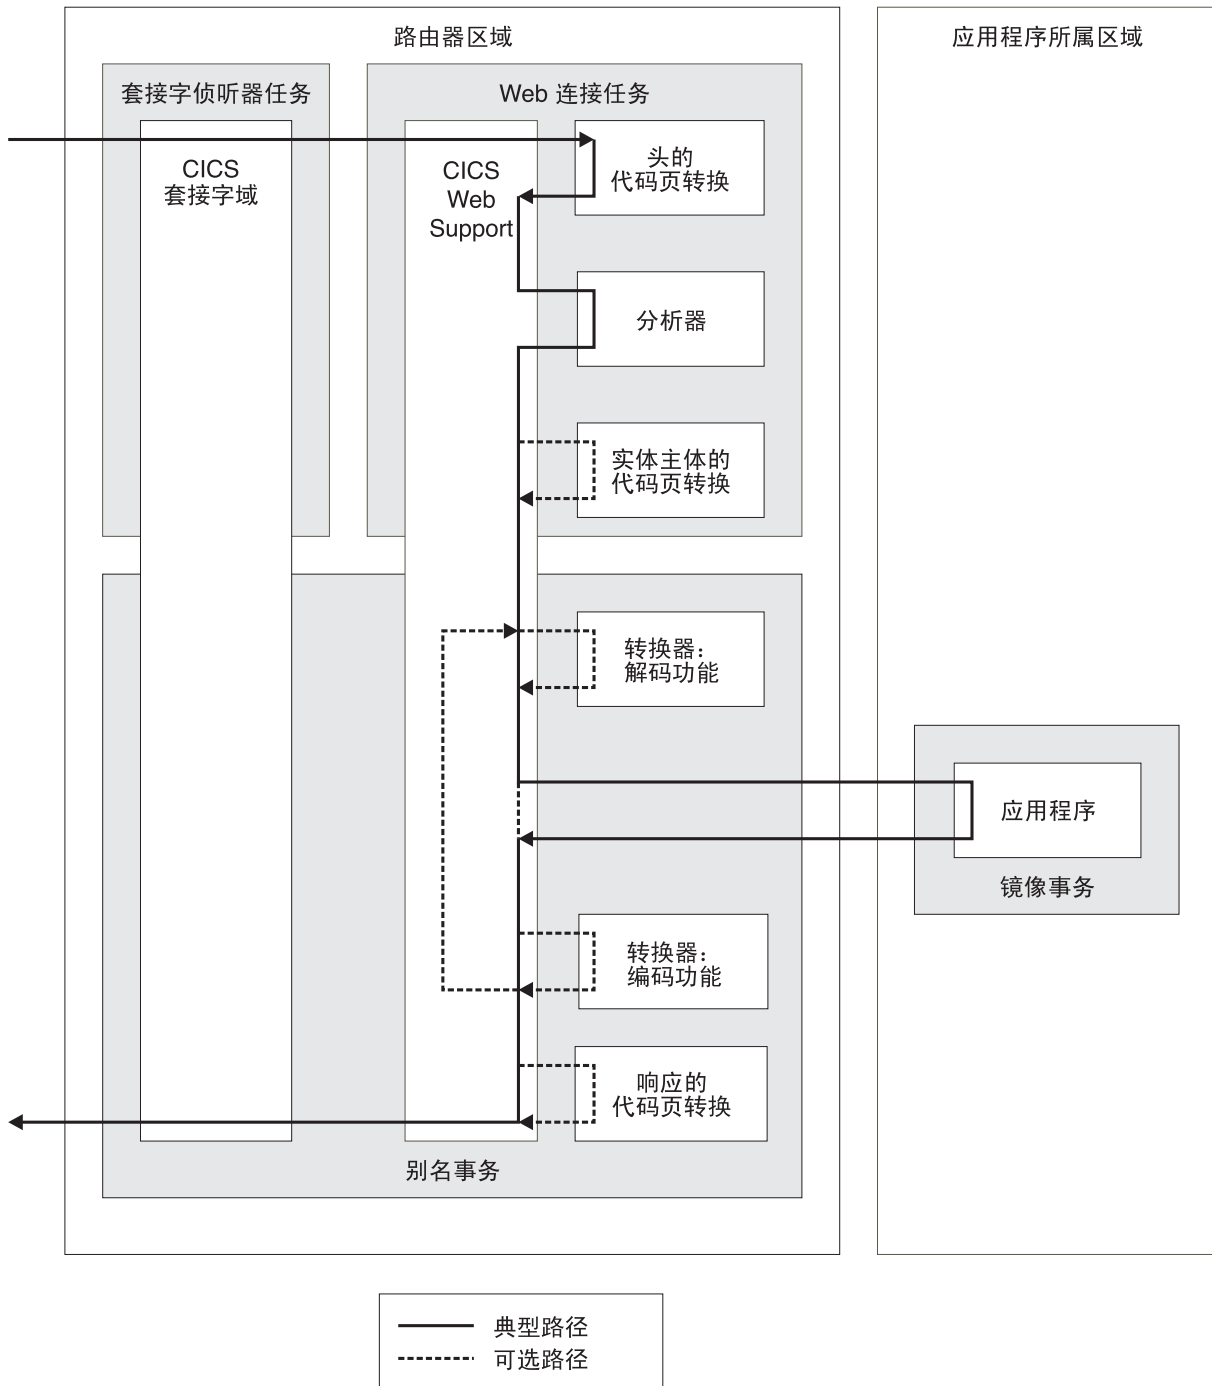 路由器区域
应用程序所属区域
套接字侦听器任务
Web 连接任务
CICS
套接字域
CICS
Web
Support
头的
代码页转换
分析器
实体主体的
代码页转换
转换器：
解码功能
应用程序
镜像事务
转换器：
编码功能
响应的
代码页转换
别名事务
典型路径
可选路径